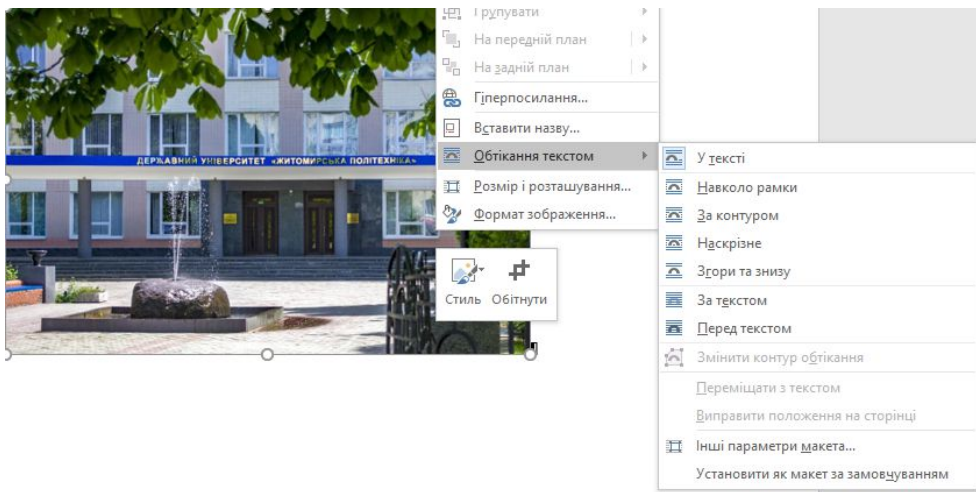 Групувати
На передній план
На задній план
Гіперпосилання...
Вставити назву...
Обтікання текстом
Розмір і розташування...
Формат зображення...
Стиль Обітнути
У тексті
Навколо рамки
За контуром
Наскрізне
Згори та знизу
За текстом
Перед текстом
Змінити контур обтікання
Переміщати з текстом
Виправити положення на сторінці
Інші параметри макета...
Установити як макет за замовчуванням
ДЕРЖАВНИЙ УНІВЕРСИТЕТ «ЖИТОМИРСЬКА ПОЛІТЕХНІКА»